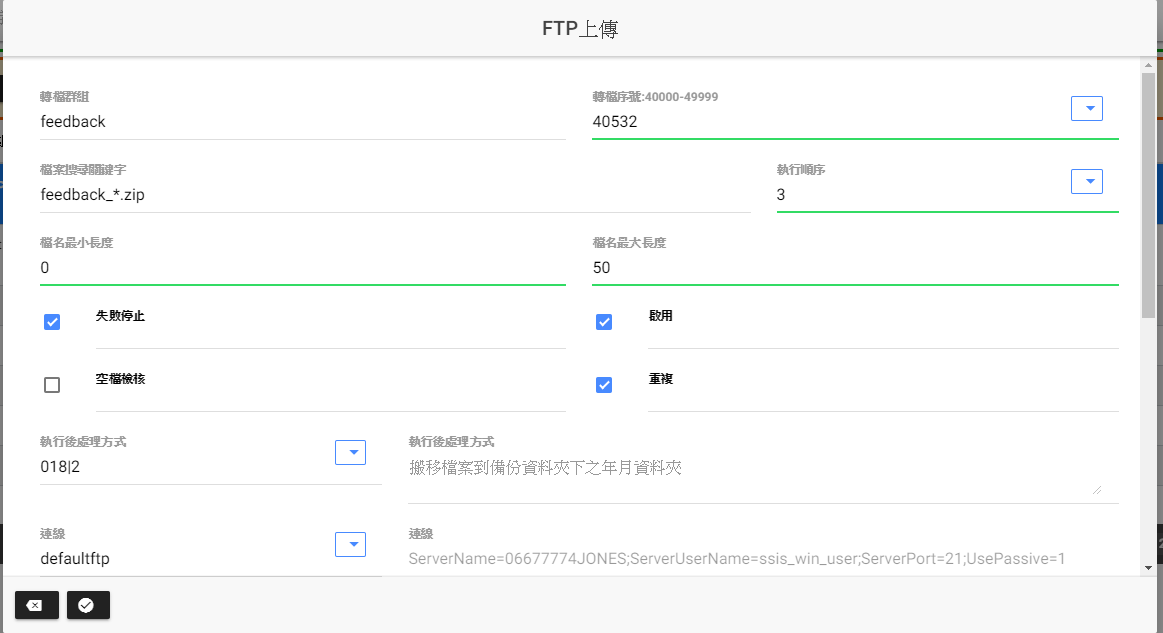 FTP上傳
轉檔群組
feedback
轉檔序號:40000-49999
40532
檔案搜尋關鍵字
feedback_*.zip
執行順序
3
檔名最小長度
0
檔名最大長度
50
失敗停止
啟用
空檔檢核
重複
執行後處理方式
018|2
執行後處理方式
搬移檔案到備份資料夾下之年月資料夾
連線
defaultftp
連線
ServerName=06677774JONES;ServerUserName=ssis_win_user;ServerPort=21;UsePassive=1